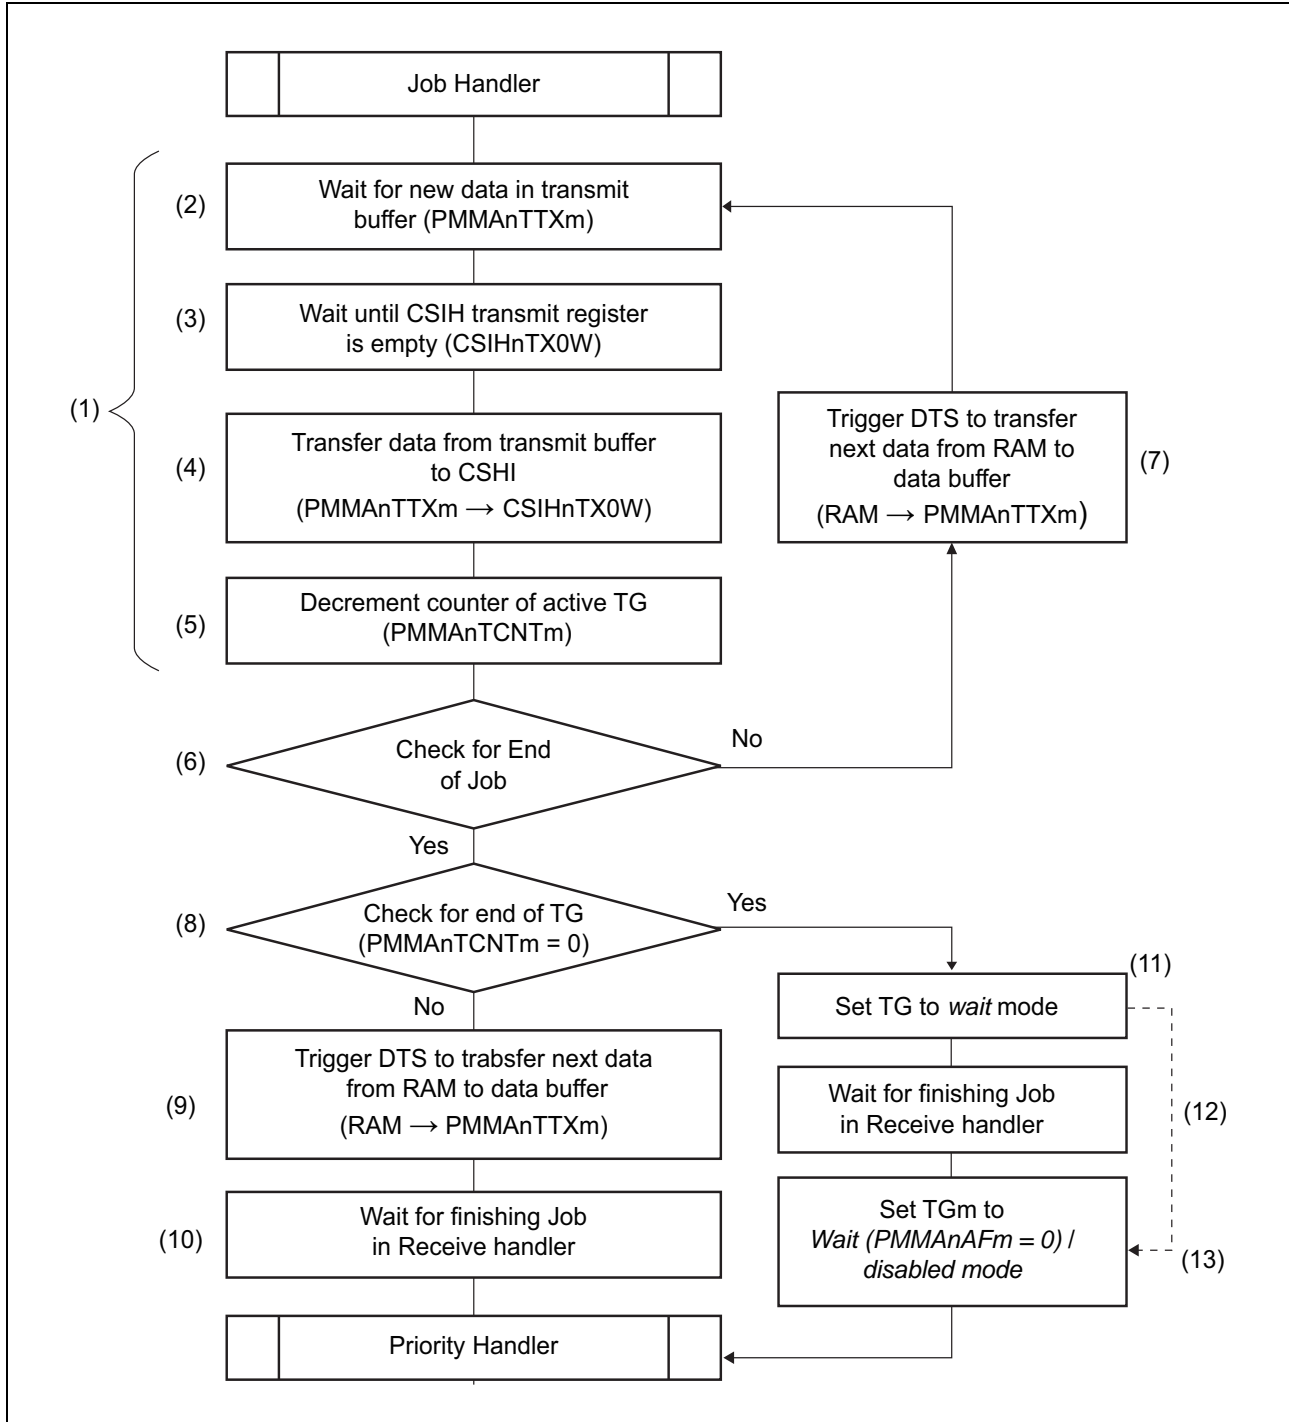 Job Handler
(1)
(2)
Wait for new data in transmit
buffer (PMMAnTTXm)
(3)
Wait until CSIH transmit register
is empty (CSIHnTX0W)
(4)
Transfer data from transmit buffer
to CSHI
(PMMAnTTXm → CSIHnTX0W)
Trigger DTS to transfer
next data from RAM to
data buffer
(RAM → PMMAnTTXm)
(7)
(5)
Decrement counter of active TG
(PMMAnTCNTm)
(6)
Check for End
of Job
No
Yes
(8)
Check for end of TG
(PMMAnTCNTm = 0)
Yes
No
(11)
Set TG to wait mode
(9)
Trigger DTS to trabsfer next data
from RAM to data buffer
(RAM → PMMAnTTXm)
Wait for finishing Job
in Receive handler
(12)
(10)
Wait for finishing Job
in Receive handler
Set TGm to
Wait (PMMAnAFm = 0) /
disabled mode
(13)
Priority Handler